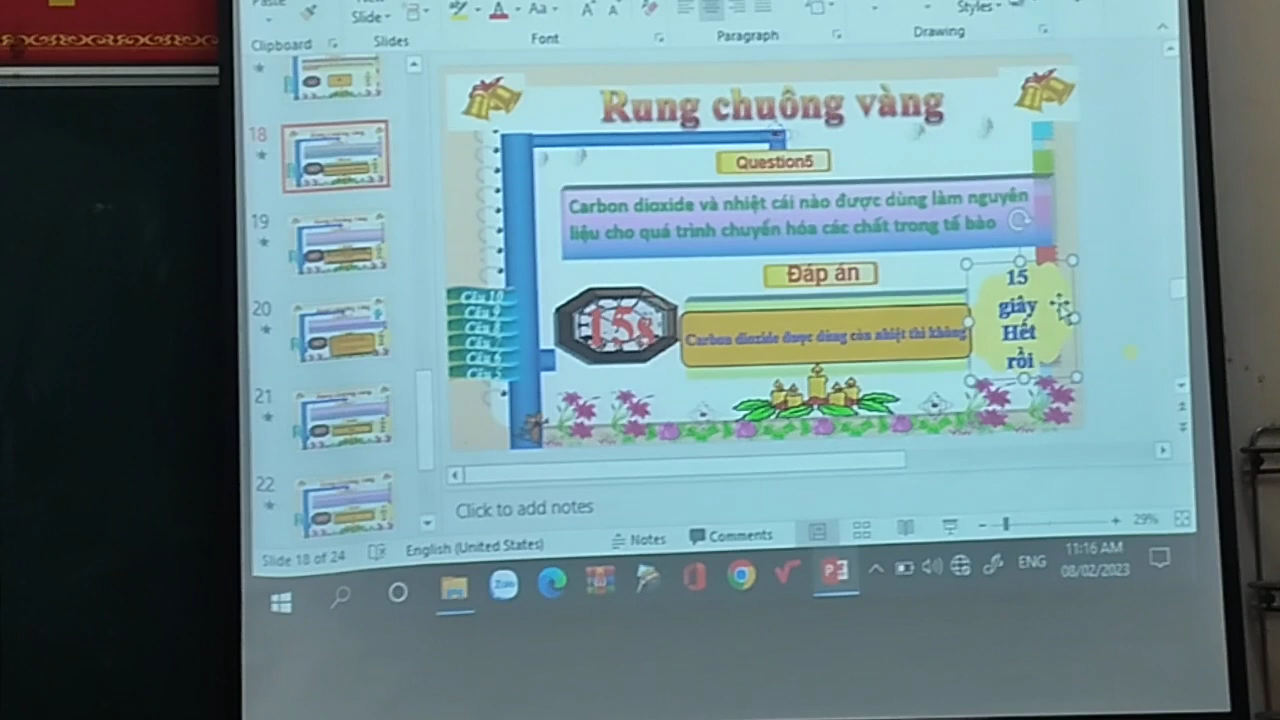 Paste
Slide
Aa
A A
Styles
Clipboard
Slides
Font
Paragraph
Drawing
18
19
20
21
22
Rung chuông vàng
Question5
Carbon dioxide và nhiệt cái nào được dùng làm nguyên
liệu cho quá trình chuyển hóa các chất trong tế bào
Đáp án
Câu 10
Câu 9
Câu 8
Câu 7
Câu 6
Câu 5
15s
Carbon dioxide được dùng còn nhiệt thì không
15
giây
Hết
rồi
Click to add notes
Slide 18 of 24
English (United States)
Notes
Comments
29%
Zalo
ENG
11:16 AM
08/02/2023